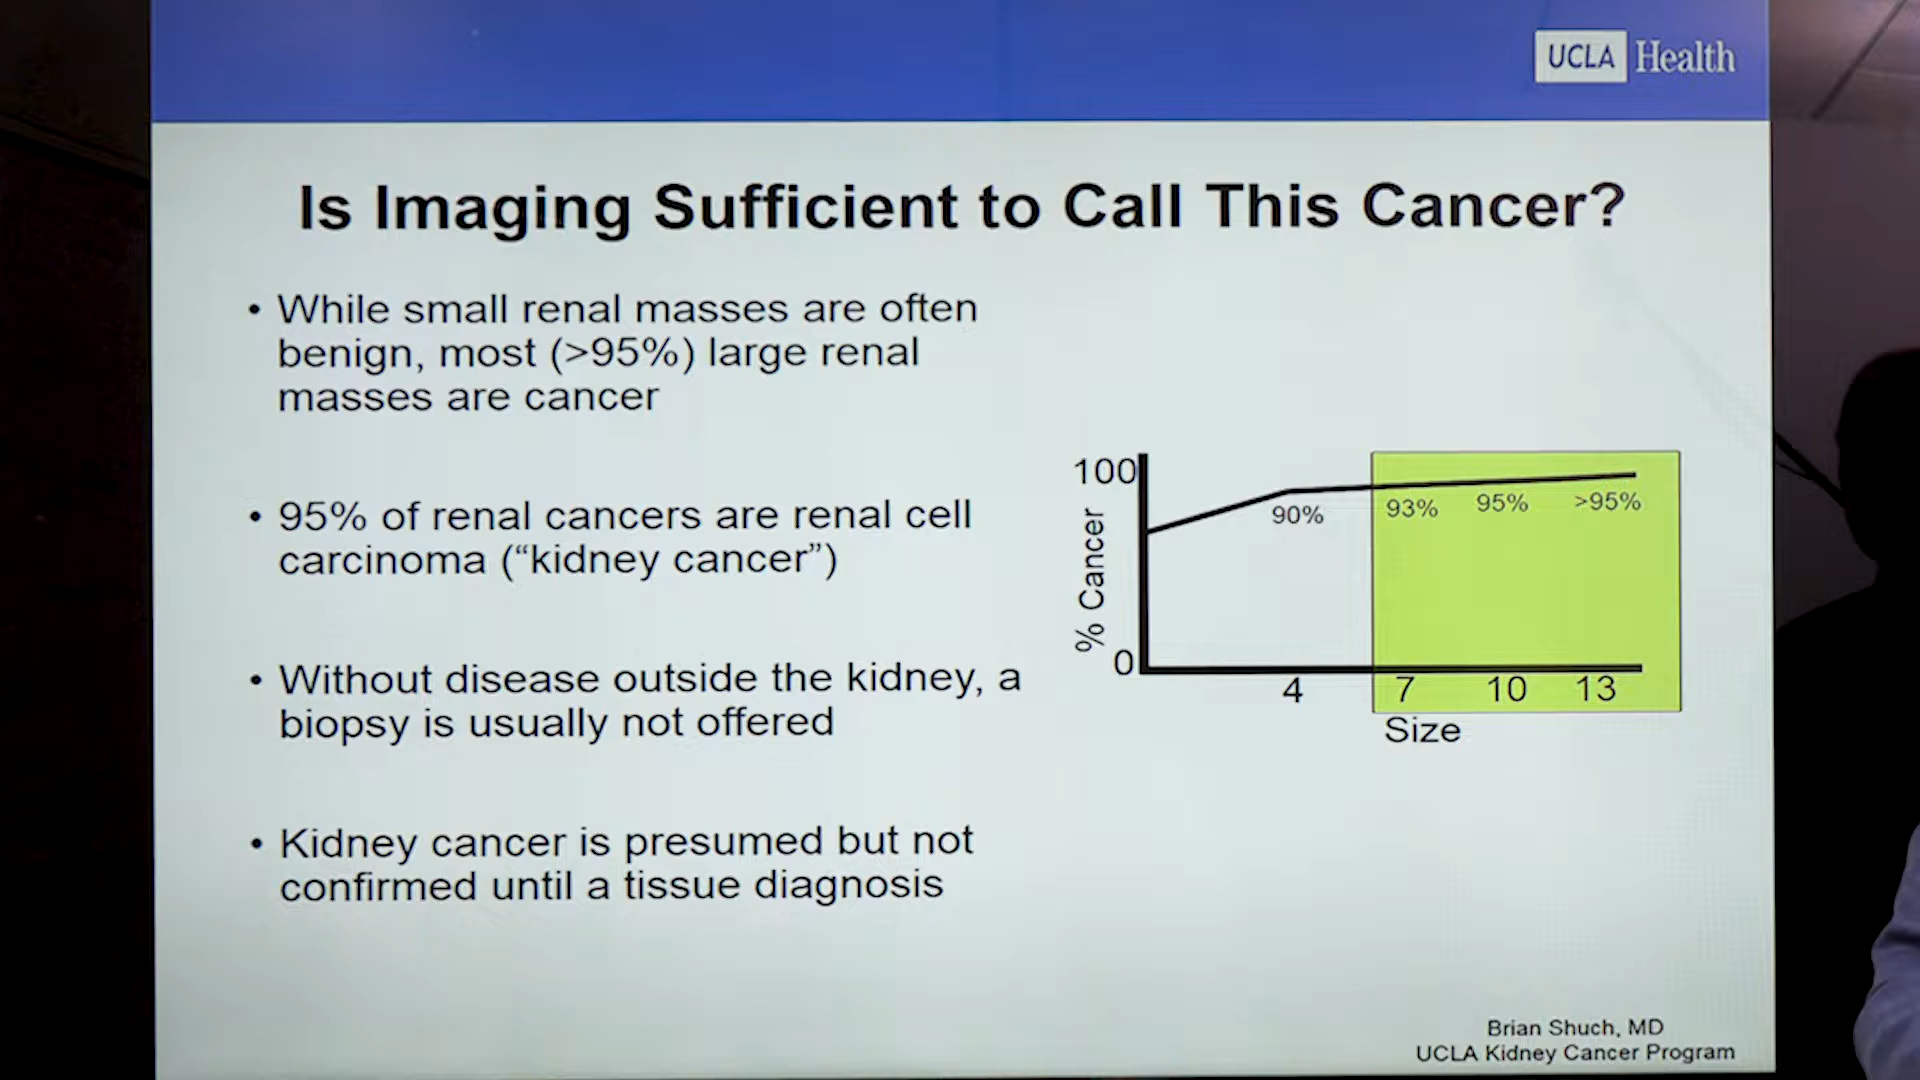 UCLA Health
Is Imaging Sufficient to Call This Cancer?
• While small renal masses are often
benign, most (>95%) large renal
masses are cancer
• 95% of renal cancers are renal cell
carcinoma (“kidney cancer”)
• Without disease outside the kidney, a
biopsy is usually not offered
• Kidney cancer is presumed but not
confirmed until a tissue diagnosis
100
% Cancer
0
90%
93%
95%
>95%
4
7
10
13
Size
Brian Shuch, MD
UCLA Kidney Cancer Program